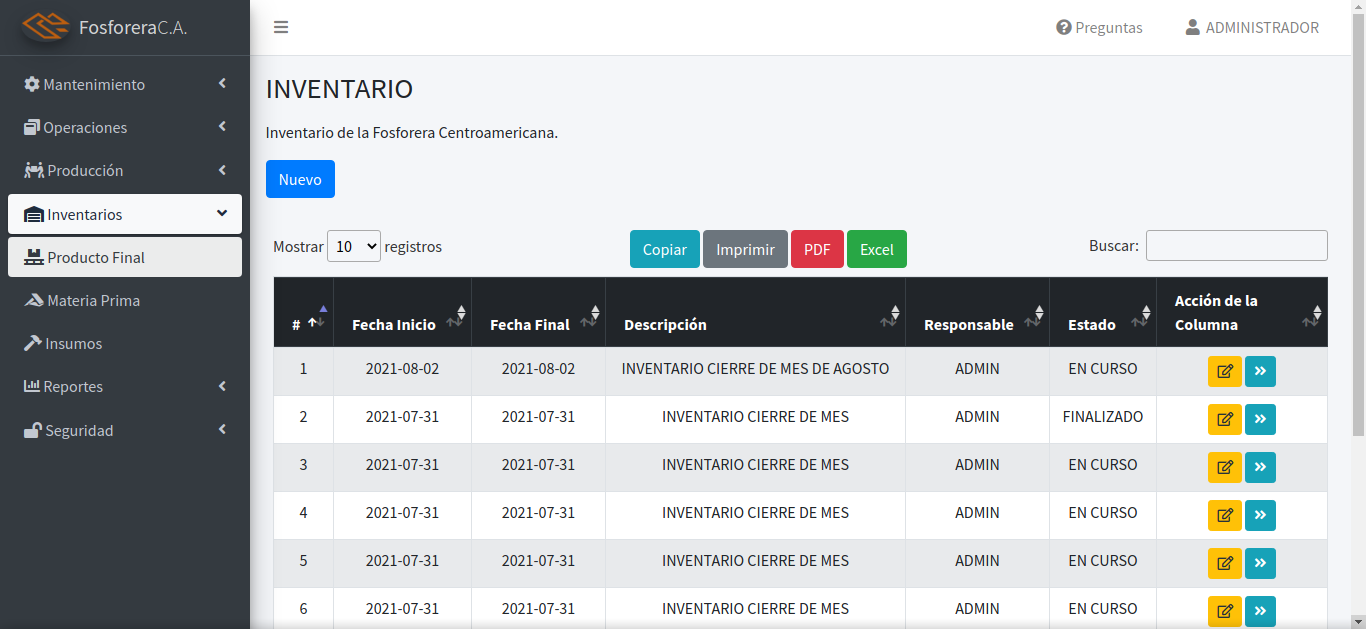 FosforeraC.A.
Preguntas
ADMINISTRADOR
Mantenimiento
Operaciones
Producción
Inventarios
Producto Final
Materia Prima
Insumos
Reportes
Seguridad
INVENTARIO
Inventario de la Fosforera Centroamericana.
Nuevo
Mostrar 10 registros
Copiar Imprimir PDF Excel
Buscar:
# Fecha Inicio Fecha Final Descripción Responsable Estado Acción de la Columna
1 2021-08-02 2021-08-02 INVENTARIO CIERRE DE MES DE AGOSTO ADMIN EN CURSO
2 2021-07-31 2021-07-31 INVENTARIO CIERRE DE MES ADMIN FINALIZADO
3 2021-07-31 2021-07-31 INVENTARIO CIERRE DE MES ADMIN EN CURSO
4 2021-07-31 2021-07-31 INVENTARIO CIERRE DE MES ADMIN EN CURSO
5 2021-07-31 2021-07-31 INVENTARIO CIERRE DE MES ADMIN EN CURSO
6 2021-07-31 2021-07-31 INVENTARIO CIERRE DE MES ADMIN EN CURSO